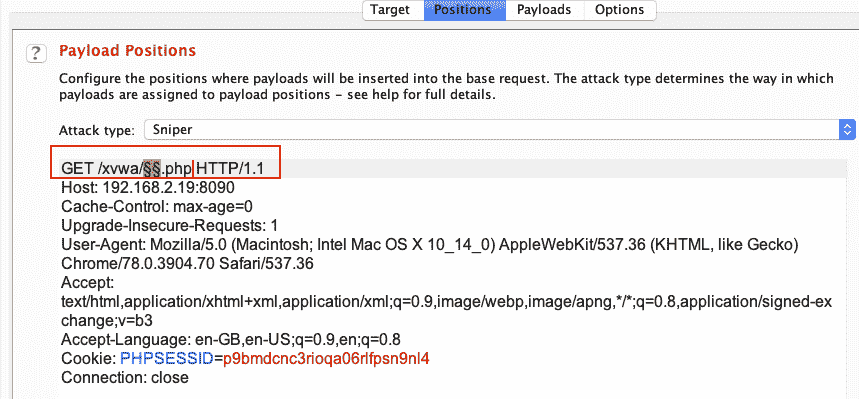 Target Positions Payloads Options
? Payload Positions
Configure the positions where payloads will be inserted into the base request. The attack type determines the way in which
payloads are assigned to payload positions - see help for full details.
Attack type: Sniper
GET /xvwa/§§.php HTTP/1.1
Host: 192.168.2.19:8090
Cache-Control: max-age=0
Upgrade-Insecure-Requests: 1
User-Agent: Mozilla/5.0 (Macintosh; Intel Mac OS X 10_14_0) AppleWebKit/537.36 (KHTML, like Gecko)
Chrome/78.0.3904.70 Safari/537.36
Accept:
text/html,application/xhtml+xml,application/xml;q=0.9,image/webp,image/apng,*/*;q=0.8,application/signed-ex
change;v=b3
Accept-Language: en-GB,en-US;q=0.9,en;q=0.8
Cookie: PHPSESSID=p9bmdcnc3rioqa06rlfpsn9nl4
Connection: close